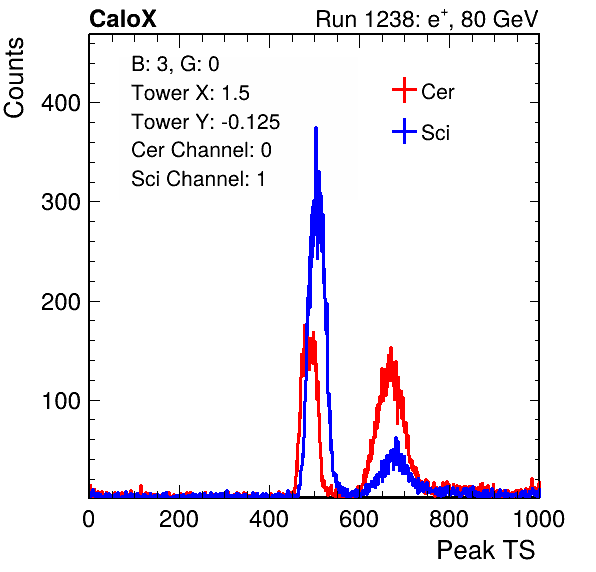 CaloX Run 1238: e⁺, 80 GeV
B: 3, G: 0
Tower X: 1.5
Tower Y: -0.125
Cer Channel: 0
Sci Channel: 1
Cer
Sci
Counts
400
300
200
100
0 200 400 600 800 1000
Peak TS